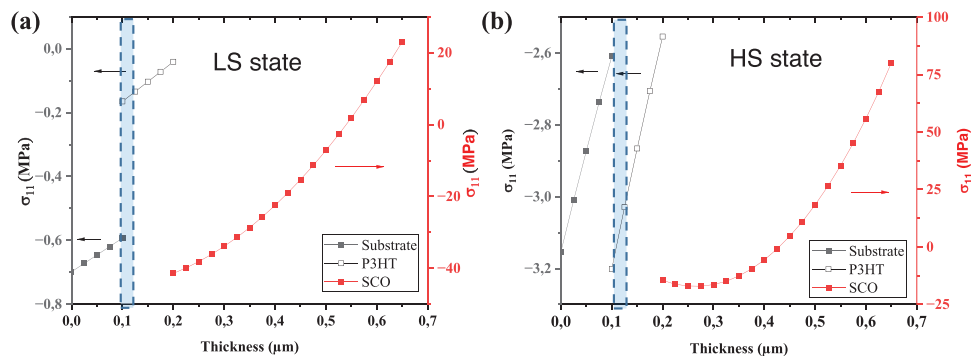 (a)
LS state
0,0
−0,2
−0,4
−0,6
−0,8
σ11 (MPa)
20
0
−20
−40
σ11 (MPa)
Substrate
P3HT
SCO
0,0 0,1 0,2 0,3 0,4 0,5 0,6 0,7
Thickness (µm)
(b)
HS state
−2,6
−2,8
−3,0
−3,2
σ11 (MPa)
100
75
50
25
0
−25
σ11 (MPa)
Substrate
P3HT
SCO
0,0 0,1 0,2 0,3 0,4 0,5 0,6 0,7
Thickness (µm)